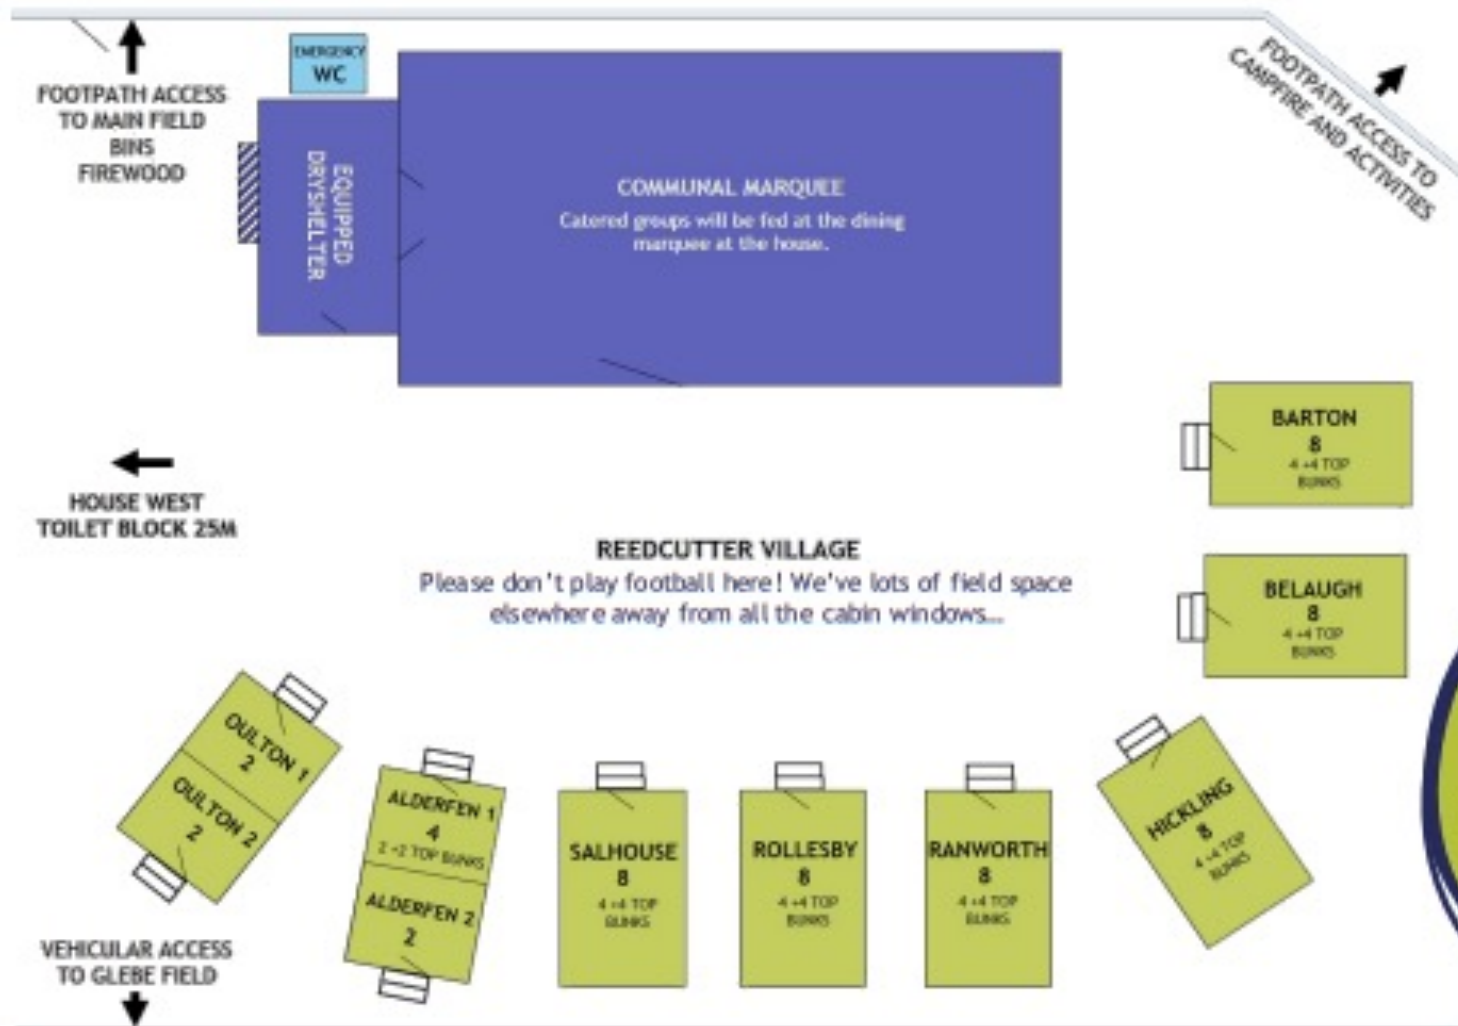 FOOTPATH ACCESS
TO MAIN FIELD
BINS
FIREWOOD
EMERGENCY
WC
EQUIPPED
DRYSHELTER
COMMUNAL MARQUEE
Catered groups will be fed at the dining
marquee at the house.
FOOTPATH ACCESS TO
CAMPFIRE AND ACTIVITIES
HOUSE WEST
TOILET BLOCK 25M
REEDCUTTER VILLAGE
Please don't play football here! We've lots of field space
elsewhere away from all the cabin windows...
BARTON
8
4 +4 TOP
BUNKS
BELAUGH
8
4 +4 TOP
BUNKS
OULTON 1
2
OULTON 2
2
ALDERFEN 1
4
2 +2 TOP BUNKS
ALDERFEN 2
2
SALHOUSE
8
4 +4 TOP
BUNKS
ROLLESBY
8
4 +4 TOP
BUNKS
RANWORTH
8
4 +4 TOP
BUNKS
HICKLING
8
4 +4 TOP
BUNKS
VEHICULAR ACCESS
TO GLEBE FIELD